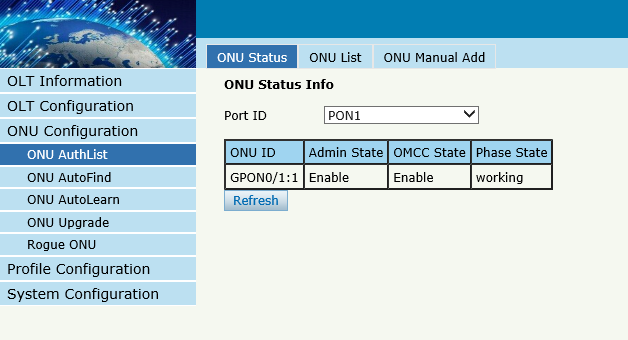 ONU Status ONU List ONU Manual Add
OLT Information
OLT Configuration
ONU Configuration
ONU AuthList
ONU AutoFind
ONU AutoLearn
ONU Upgrade
Rogue ONU
Profile Configuration
System Configuration
ONU Status Info
Port ID PON1
ONU ID Admin State OMCC State Phase State
GPON0/1:1 Enable Enable working
Refresh